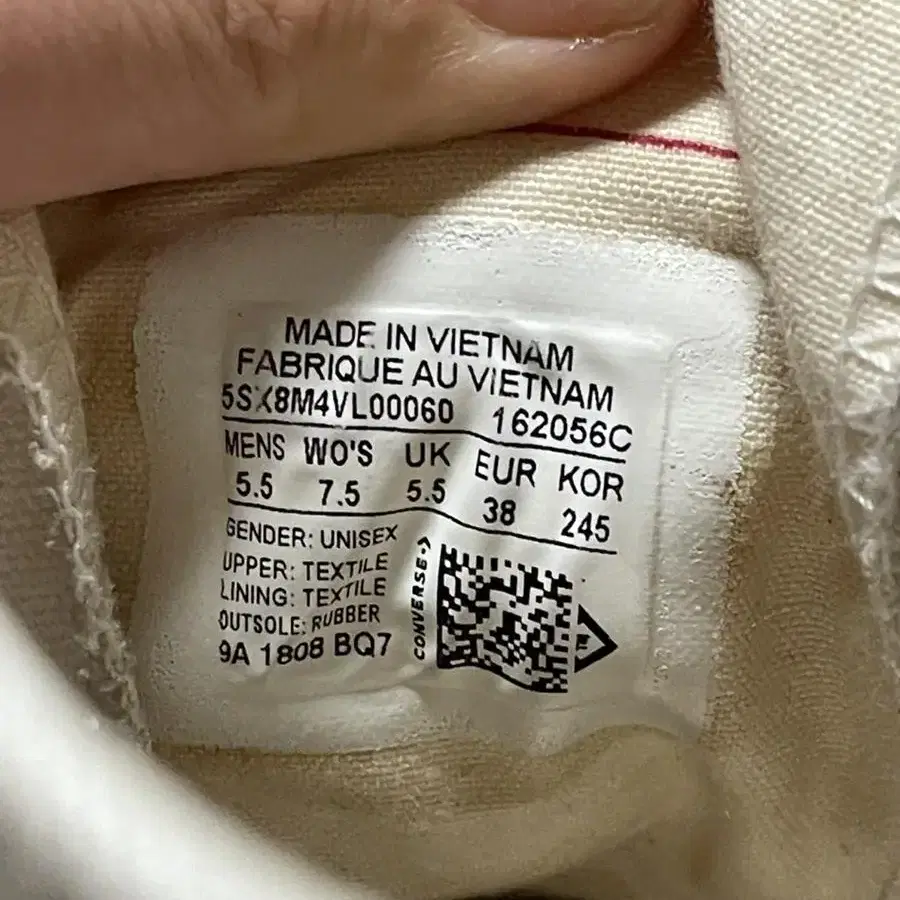 MADE IN VIETNAM
FABRIQUE AU VIETNAM
5SX8M4VL00060 162056C
MENS WO'S UK EUR KOR
5.5 7.5 5.5 38 245
GENDER: UNISEX
UPPER: TEXTILE
LINING: TEXTILE
OUTSOLE: RUBBER
9A 1808 BQ7
CONVERSE